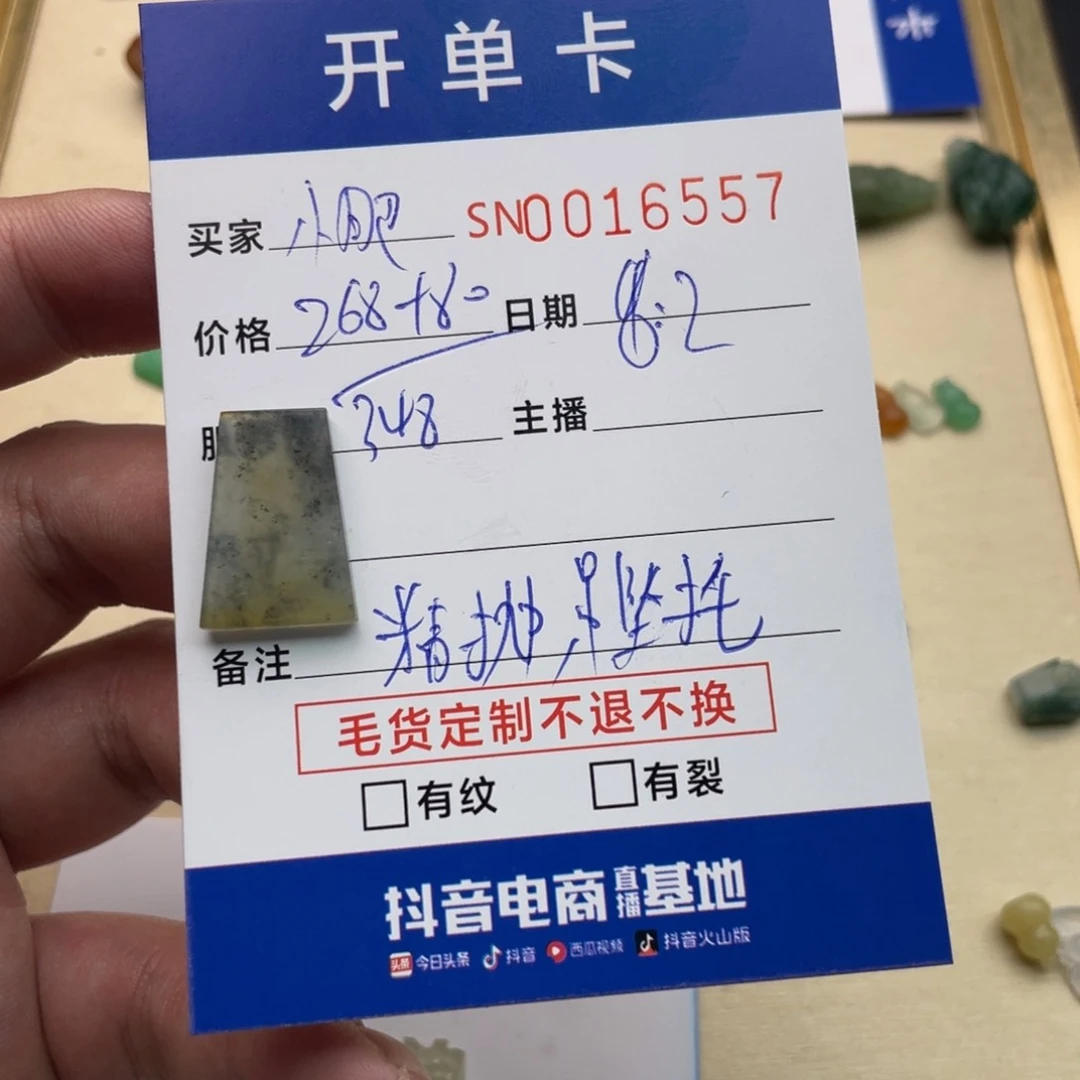 开单卡
买家 小肥 SN0016557
价格 268+80 日期 8.2
348 主播
备注 精抛,
毛货定制不退不换
□有纹 □有裂
抖音电商直播基地
头条 今日头条 抖音 西瓜视频 抖音火山版